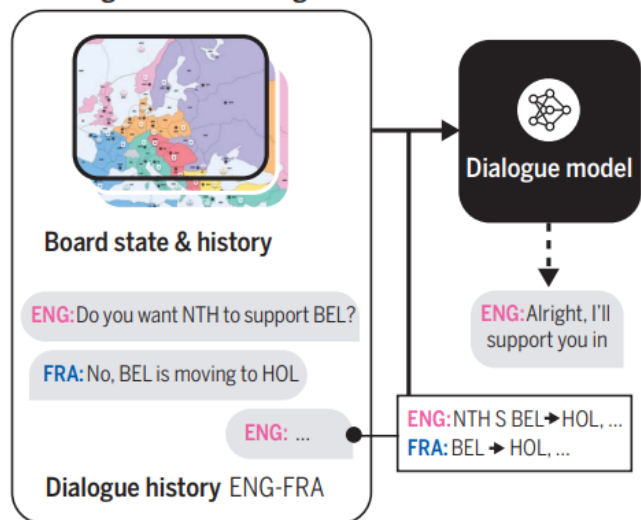 Board state & history
ENG: Do you want NTH to support BEL?
FRA: No, BEL is moving to HOL
ENG: ...
Dialogue history ENG-FRA
Dialogue model
ENG: Alright, I'll
support you in
ENG: NTH S BEL→HOL, ...
FRA: BEL → HOL, ...